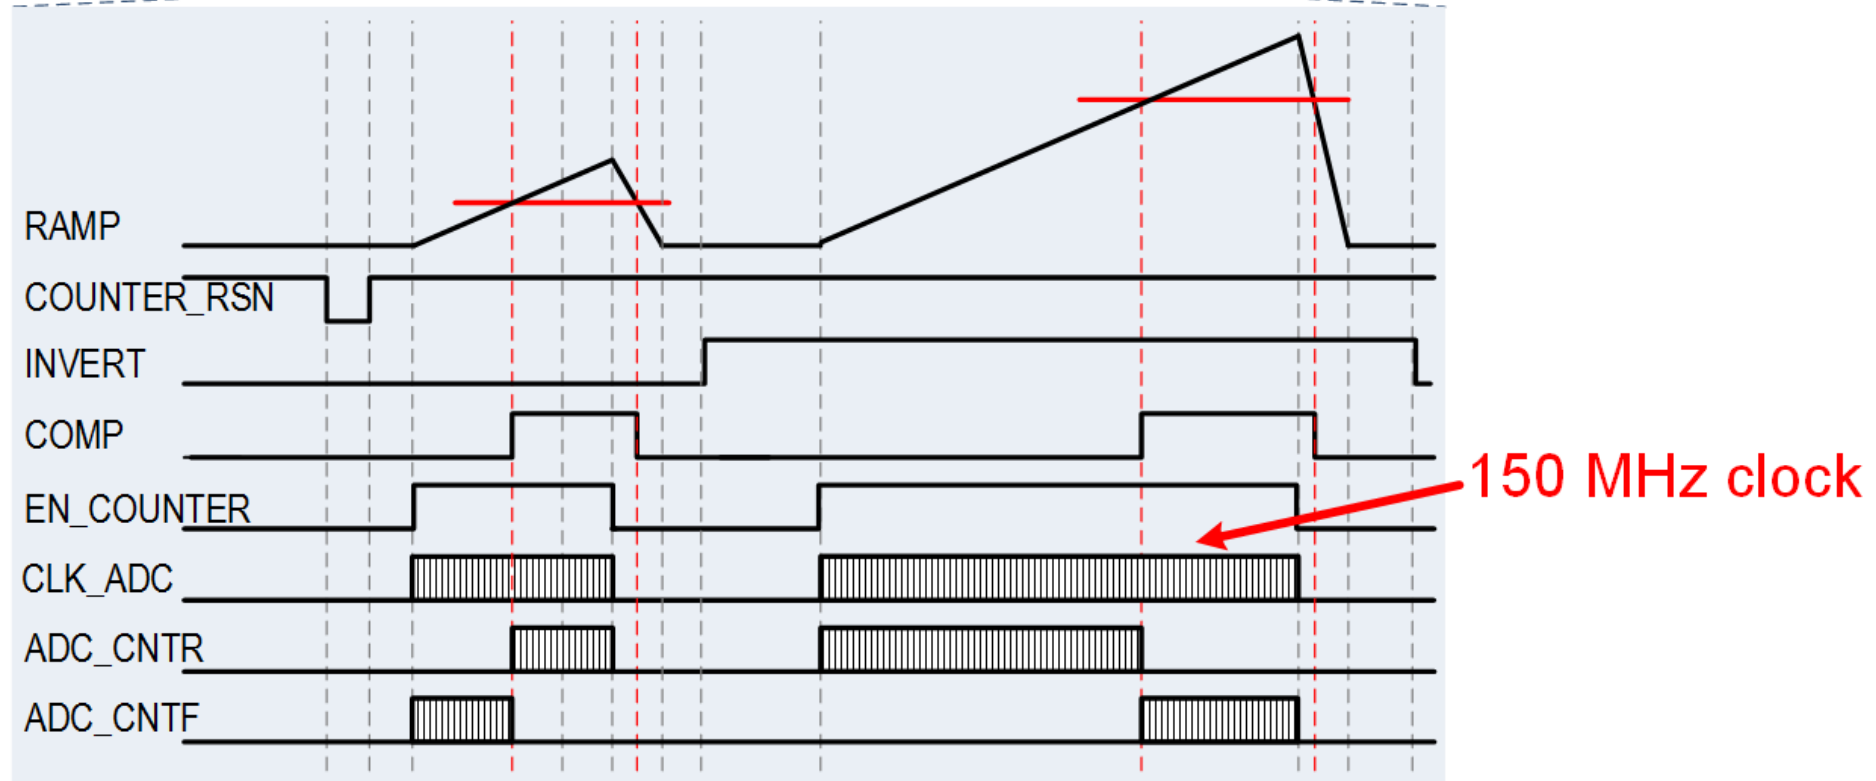 RAMP
COUNTER_RSN
INVERT
COMP
150 MHz clock
EN_COUNTER
CLK_ADC
ADC_CNTR
ADC_CNTF